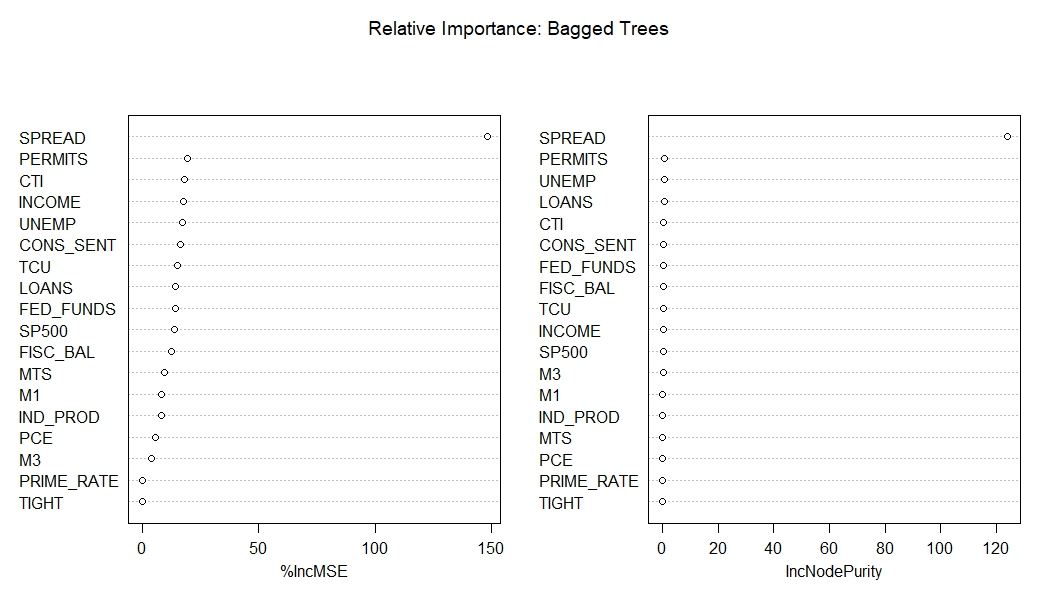 Relative Importance: Bagged Trees
SPREAD
PERMITS
CTI
INCOME
UNEMP
CONS_SENT
TCU
LOANS
FED_FUNDS
SP500
FISC_BAL
MTS
M1
IND_PROD
PCE
M3
PRIME_RATE
TIGHT
0 50 100 150
%IncMSE
SPREAD
PERMITS
UNEMP
LOANS
CTI
CONS_SENT
FED_FUNDS
FISC_BAL
TCU
INCOME
SP500
M3
M1
IND_PROD
MTS
PCE
PRIME_RATE
TIGHT
0 20 40 60 80 100 120
IncNodePurity